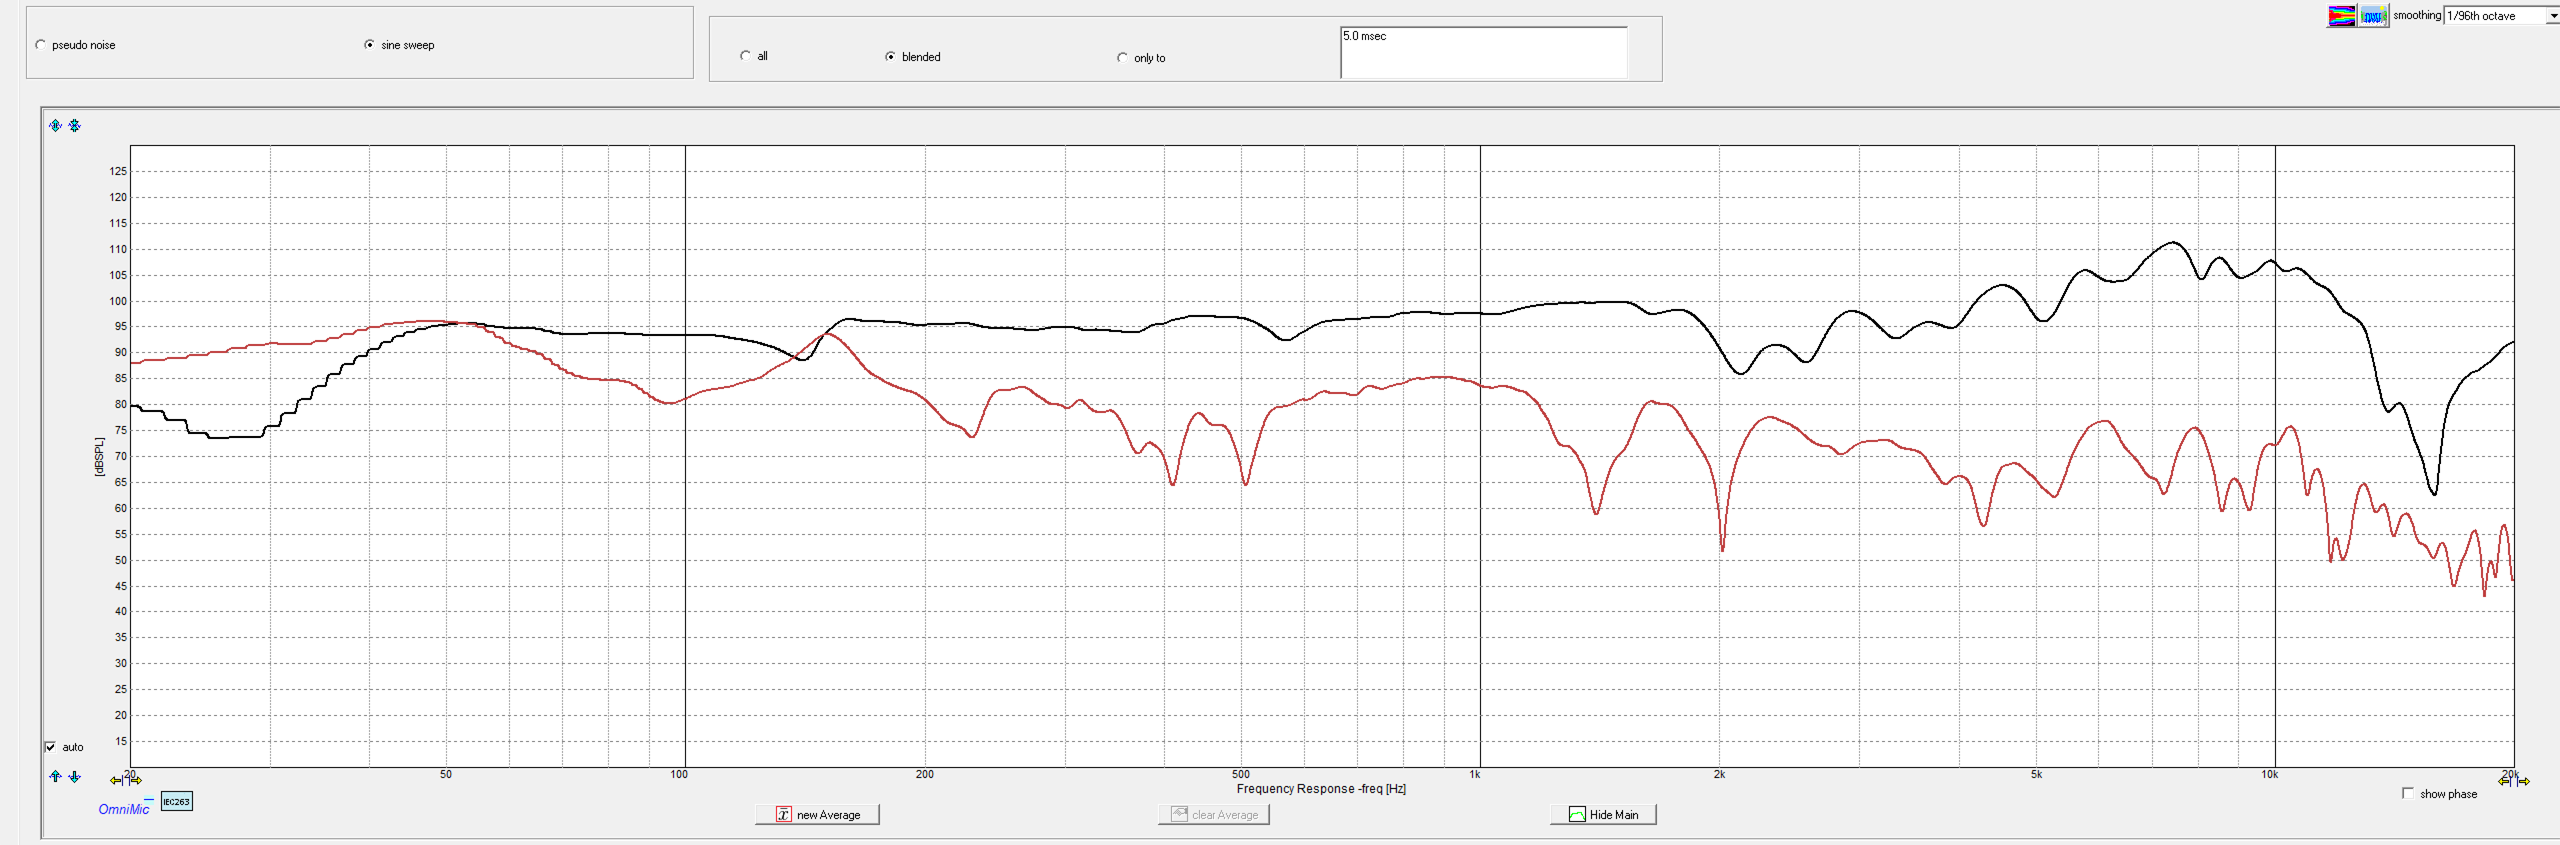 pseudo noise
sine sweep
all
blended
only to
5.0 msec
smoothing 1/96th octave
125
120
115
110
105
100
95
90
85
80
75
70
65
60
55
50
45
40
35
30
25
20
15
[dBSPL]
auto
20 50 100 200 500 1k 2k 5k 10k 20k
Frequency Response -freq [Hz]
show phase
OmniMic
IEC263
x new Average
clear Average
Hide Main